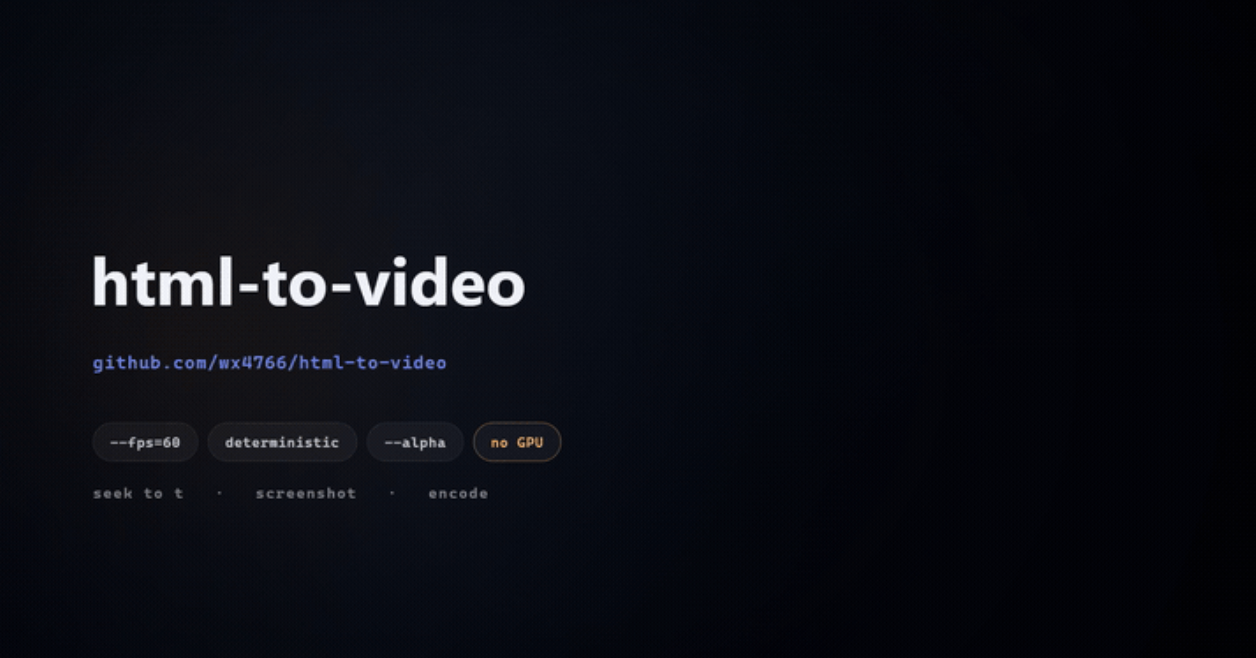 html-to-video
github.com/wx4766/html-to-video
--fps=60 deterministic --alpha no GPU
seek to t · screenshot · encode